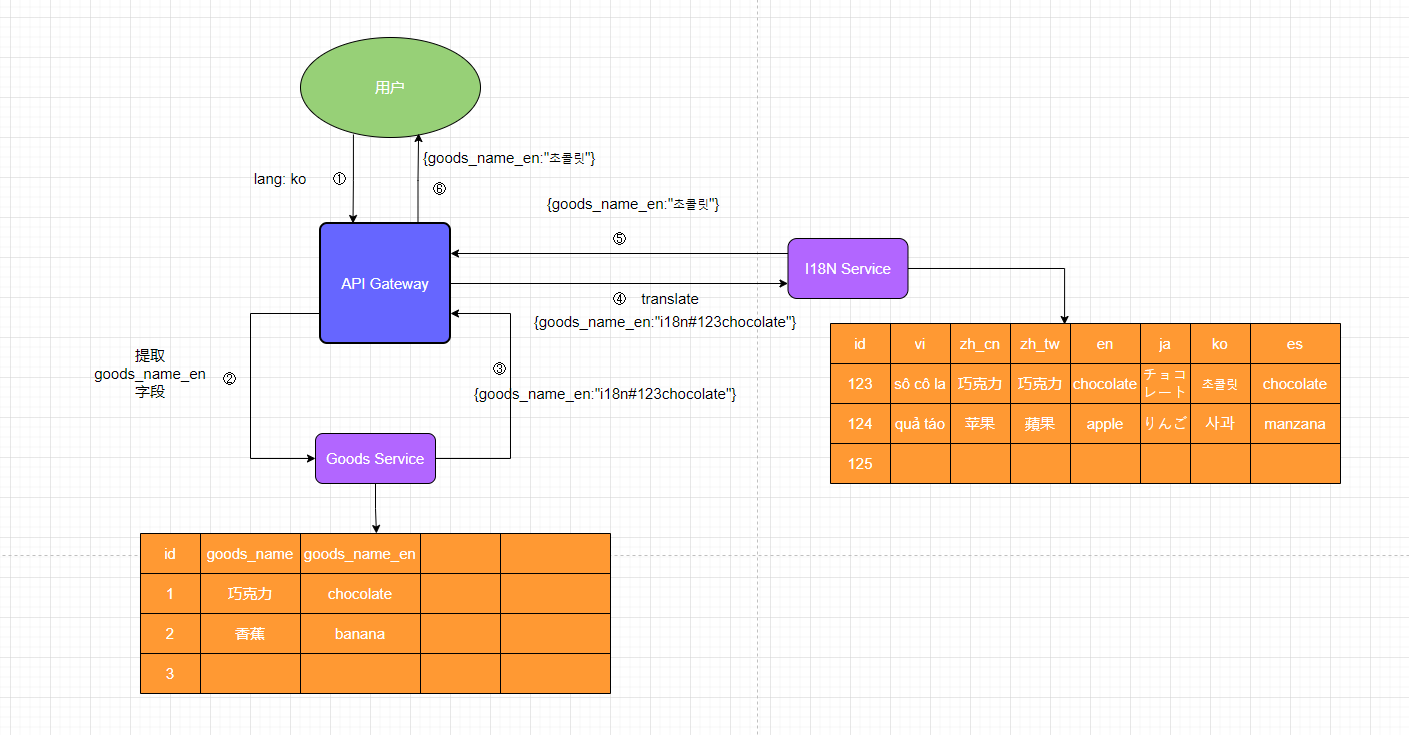 用户
{goods_name_en:"초콜릿"}
lang: ko ①
⑥
{goods_name_en:"초콜릿"}
⑤
I18N Service
API Gateway
④ translate
{goods_name_en:"i18n#123chocolate"}
提取
goods_name_en
字段
②
③
{goods_name_en:"i18n#123chocolate"}
Goods Service
id vi zh_cn zh_tw en ja ko es
123 sô cô la 巧克力 巧克力 chocolate チョコレート 초콜릿 chocolate
124 quả táo 苹果 蘋果 apple りんご 사과 manzana
125
id goods_name goods_name_en
1 巧克力 chocolate
2 香蕉 banana
3